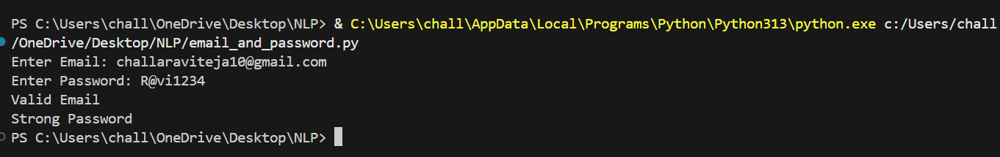 PS C:\Users\chall\OneDrive\Desktop\NLP> & C:\Users\chall\AppData\Local\Programs\Python\Python313\python.exe c:/Users/chall
/OneDrive/Desktop/NLP/email_and_password.py
Enter Email: challaraviteja10@gmail.com
Enter Password: R@vi1234
Valid Email
Strong Password
PS C:\Users\chall\OneDrive\Desktop\NLP>